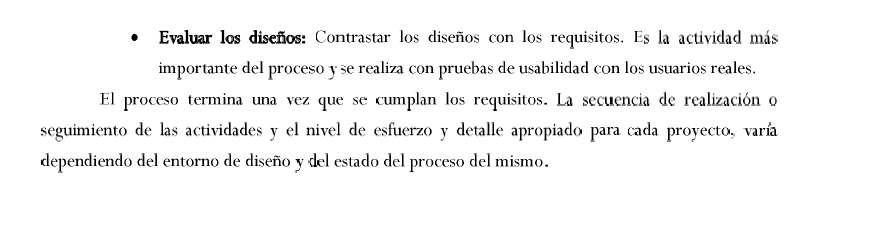 • Evaluar los diseños: Contrastar los diseños con los requisitos. Es la actividad más
importante del proceso y se realiza con pruebas de usabilidad con los usuarios reales.
El proceso termina una vez que se cumplan los requisitos. La secuencia de realización o
seguimiento de las actividades y el nivel de esfuerzo y detalle apropiado para cada proyecto, varía
dependiendo del entorno de diseño y del estado del proceso del mismo.